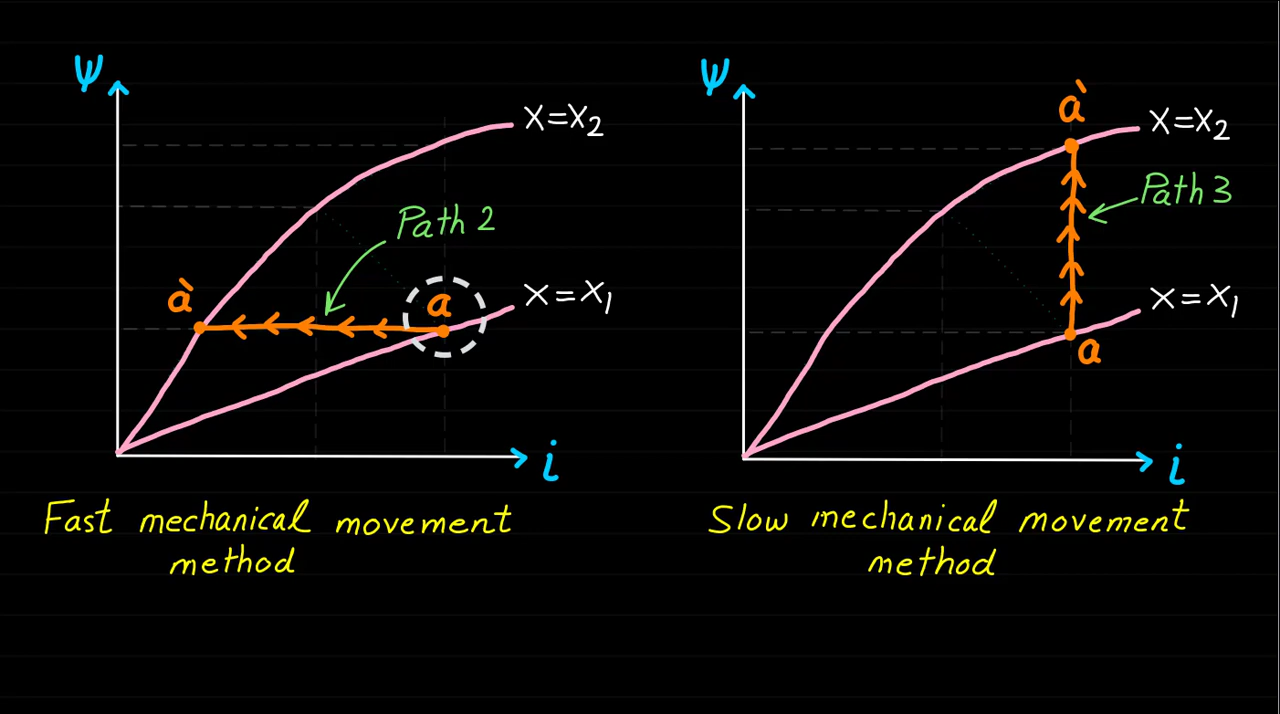 ψ
X=X2
Path 2
à
a
X=X1
i
Fast mechanical movement
method
ψ
à
X=X2
Path 3
X=X1
a
i
Slow mechanical movement
method